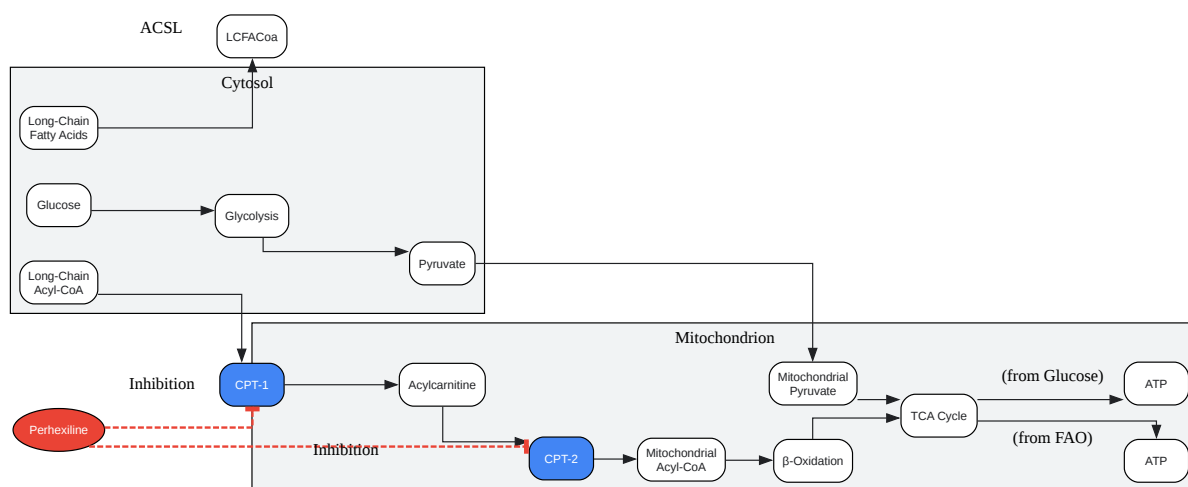 ACSL
LCFACoa
Cytosol
Long-Chain
Fatty Acids
Glucose
Glycolysis
Pyruvate
Long-Chain
Acyl-CoA
Mitochondrion
Inhibition
CPT-1
Acylcarnitine
Mitochondrial
Pyruvate
(from Glucose)
ATP
TCA Cycle
Perhexiline
Inhibition
CPT-2
Mitochondrial
Acyl-CoA
β-Oxidation
(from FAO)
ATP